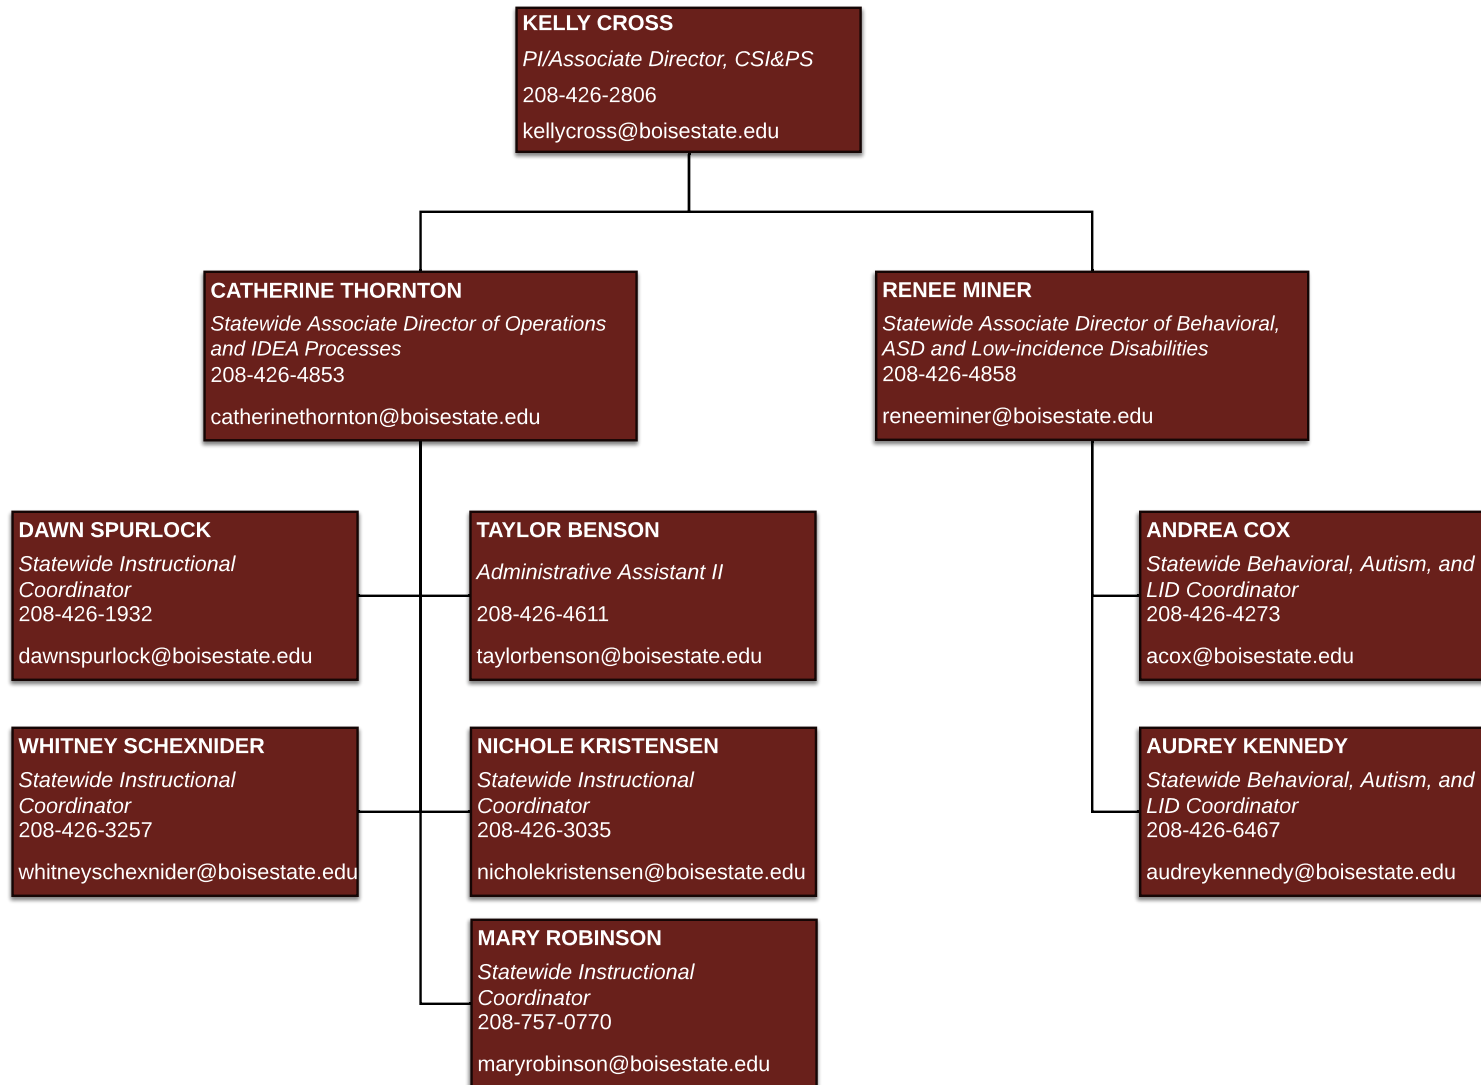 KELLY CROSS
PI/Associate Director, CSI&PS
208-426-2806
kellycross@boisestate.edu
CATHERINE THORNTON
Statewide Associate Director of Operations
and IDEA Processes
208-426-4853
catherinethornton@boisestate.edu
RENEE MINER
Statewide Associate Director of Behavioral,
ASD and Low-incidence Disabilities
208-426-4858
reneeminer@boisestate.edu
DAWN SPURLOCK
Statewide Instructional
Coordinator
208-426-1932
dawnspurlock@boisestate.edu
TAYLOR BENSON
Administrative Assistant II
208-426-4611
taylorbenson@boisestate.edu
ANDREA COX
Statewide Behavioral, Autism, and
LID Coordinator
208-426-4273
acox@boisestate.edu
WHITNEY SCHEXNIDER
Statewide Instructional
Coordinator
208-426-3257
whitneyschexnider@boisestate.edu
NICHOLE KRISTENSEN
Statewide Instructional
Coordinator
208-426-3035
nicholekristensen@boisestate.edu
AUDREY KENNEDY
Statewide Behavioral, Autism, and
LID Coordinator
208-426-6467
audreykennedy@boisestate.edu
MARY ROBINSON
Statewide Instructional
Coordinator
208-757-0770
maryrobinson@boisestate.edu